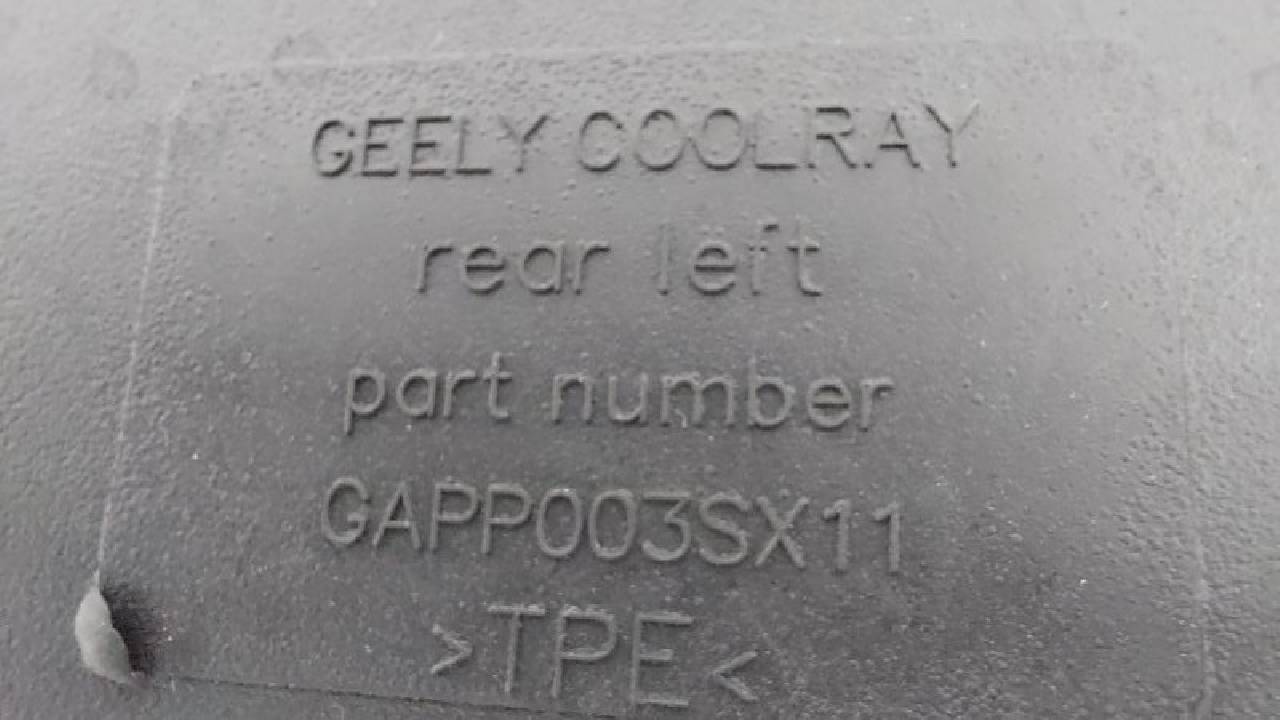 GEELY COOLRAY
rear left
part number
GAPP003SX11
>TPE<